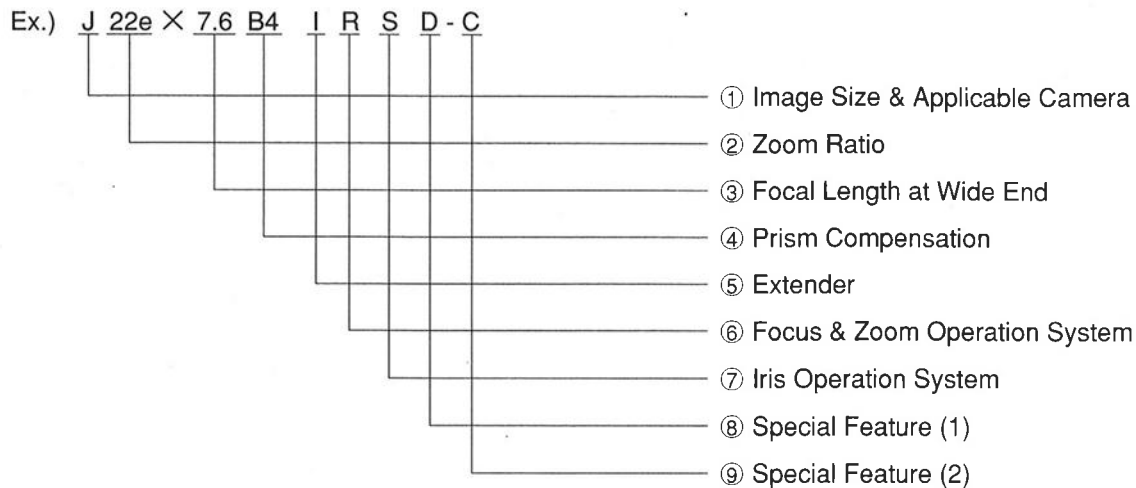 Ex.) J 22e × 7.6 B4 I R S D - C
① Image Size & Applicable Camera
② Zoom Ratio
③ Focal Length at Wide End
④ Prism Compensation
⑤ Extender
⑥ Focus & Zoom Operation System
⑦ Iris Operation System
⑧ Special Feature (1)
⑨ Special Feature (2)